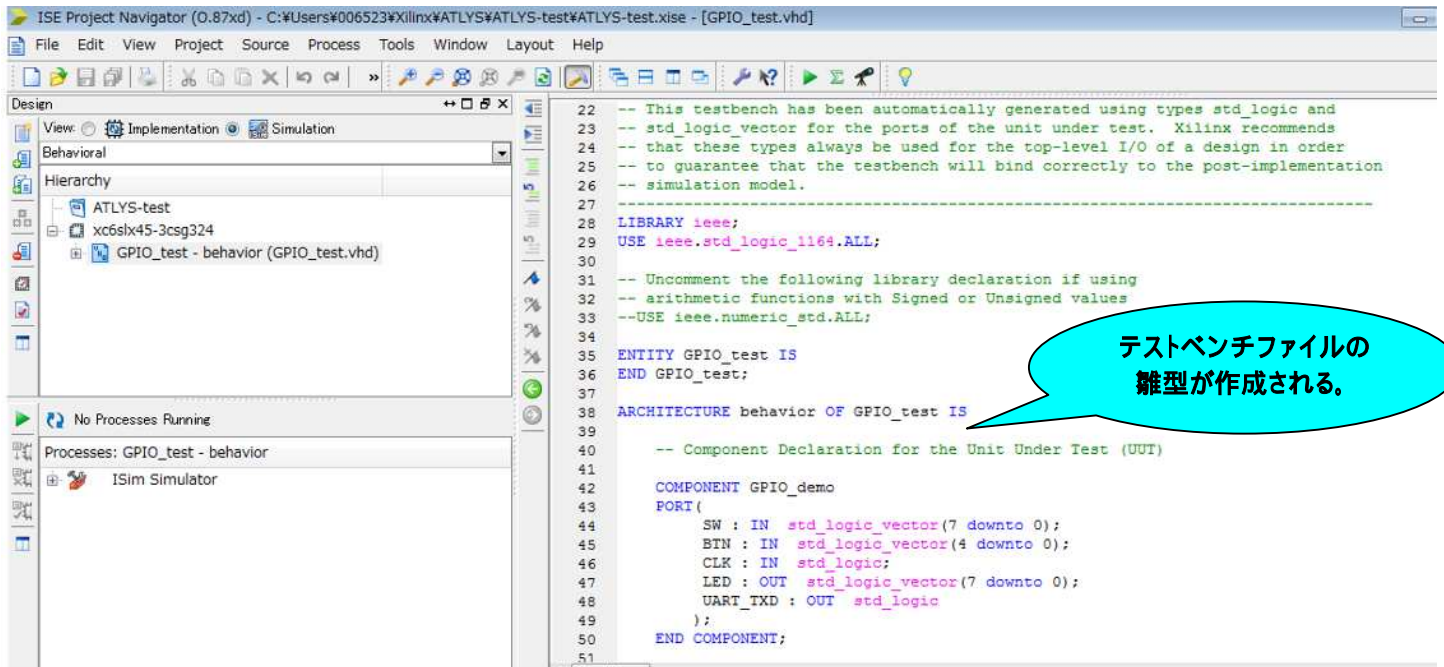 ISE Project Navigator (O.87xd) - C:¥Users¥006523¥Xilinx¥ATLYS¥ATLYS-test¥ATLYS-test.xise - [GPIO_test.vhd]
File Edit View Project Source Process Tools Window Layout Help
Design
View: Implementation Simulation
Behavioral
Hierarchy
ATLYS-test
xc6slx45-3csg324
GPIO_test - behavior (GPIO_test.vhd)
No Processes Running
Processes: GPIO_test - behavior
ISim Simulator
22 -- This testbench has been automatically generated using types std_logic and
23 -- std_logic_vector for the ports of the unit under test. Xilinx recommends
24 -- that these types always be used for the top-level I/O of a design in order
25 -- to guarantee that the testbench will bind correctly to the post-implementation
26 -- simulation model.
27 --------------------------------------------------------------------------------
28 LIBRARY ieee;
29 USE ieee.std_logic_1164.ALL;
30
31 -- Uncomment the following library declaration if using
32 -- arithmetic functions with Signed or Unsigned values
33 --USE ieee.numeric_std.ALL;
34
35 ENTITY GPIO_test IS
36 END GPIO_test;
37
38 ARCHITECTURE behavior OF GPIO_test IS
39
40 -- Component Declaration for the Unit Under Test (UUT)
41
42 COMPONENT GPIO_demo
43 PORT(
44 SW : IN std_logic_vector(7 downto 0);
45 BTN : IN std_logic_vector(4 downto 0);
46 CLK : IN std_logic;
47 LED : OUT std_logic_vector(7 downto 0);
48 UART_TXD : OUT std_logic
49 );
50 END COMPONENT;
51
テストベンチファイルの
雛型が作成される。